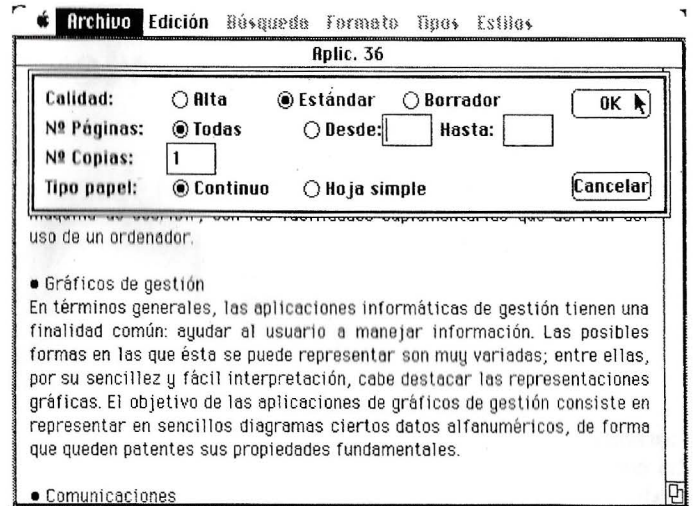 Archivo Edición Búsqueda Formato Tipos Estilos
Aplic. 36
Calidad: Alta Estándar Borrador OK
Nº Páginas: Todas Desde: Hasta:
Nº Copias: 1
Tipo papel: Continuo Hoja simple Cancelar
uso de un ordenador.
● Gráficos de gestión
En términos generales, las aplicaciones informáticas de gestión tienen una
finalidad común: ayudar al usuario a manejar información. Las posibles
formas en las que ésta se puede representar son muy variadas; entre ellas,
por su sencillez y fácil interpretación, cabe destacar las representaciones
gráficas. El objetivo de las aplicaciones de gráficos de gestión consiste en
representar en sencillos diagramas ciertos datos alfanuméricos, de forma
que queden patentes sus propiedades fundamentales.
● Comunicaciones